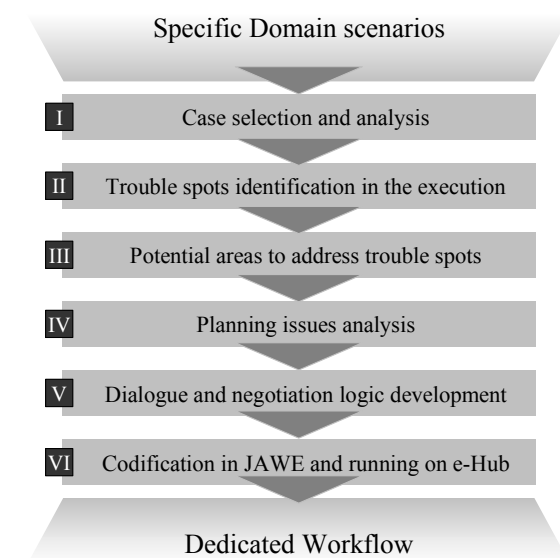 Specific Domain scenarios
I Case selection and analysis
II Trouble spots identification in the execution
III Potential areas to address trouble spots
IV Planning issues analysis
V Dialogue and negotiation logic development
VI Codification in JAWE and running on e-Hub
Dedicated Workflow